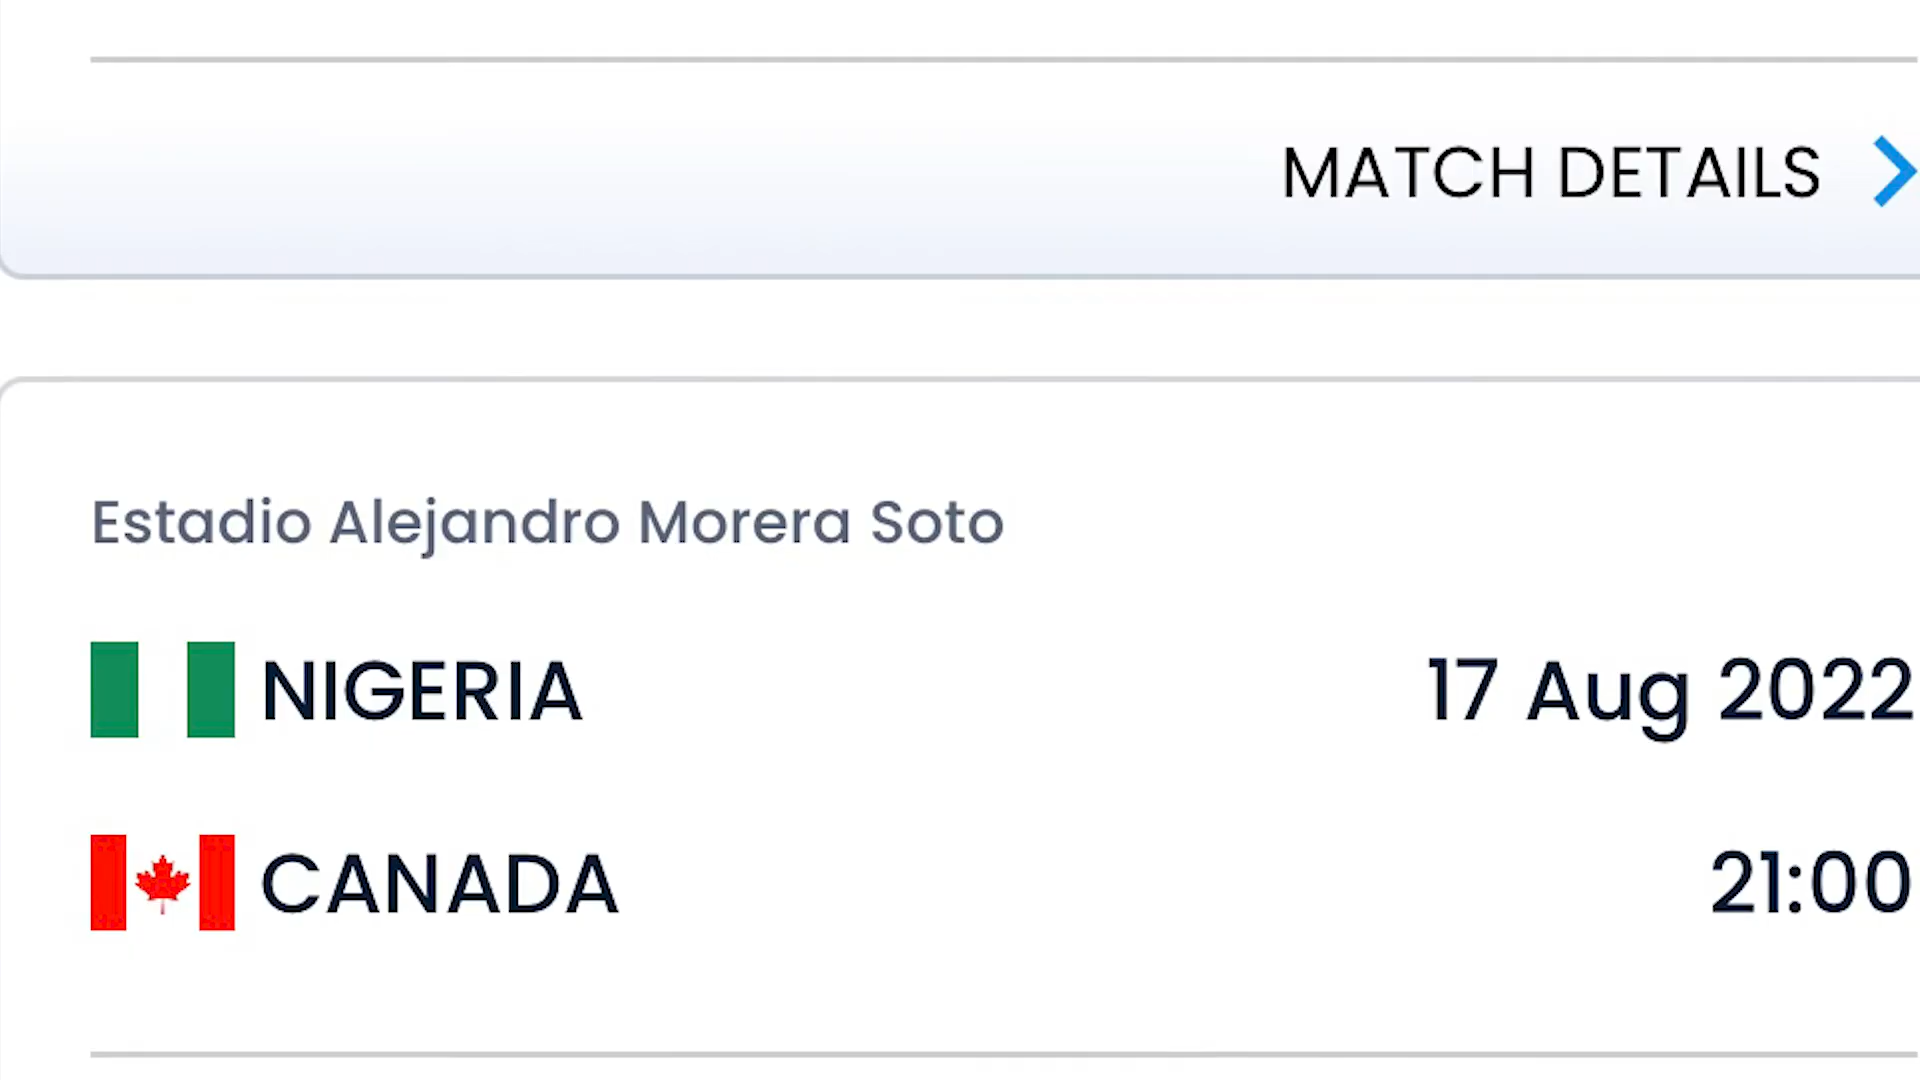 MATCH DETAILS
Estadio Alejandro Morera Soto
NIGERIA
17 Aug 2022
CANADA
21:00